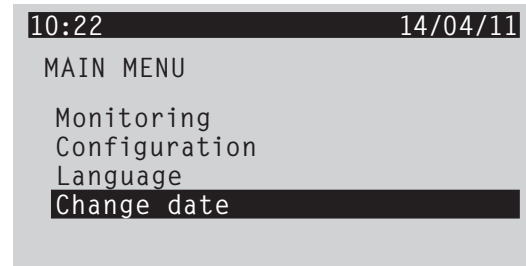 10:22 14/04/11
MAIN MENU
Monitoring
Configuration
Language
Change date